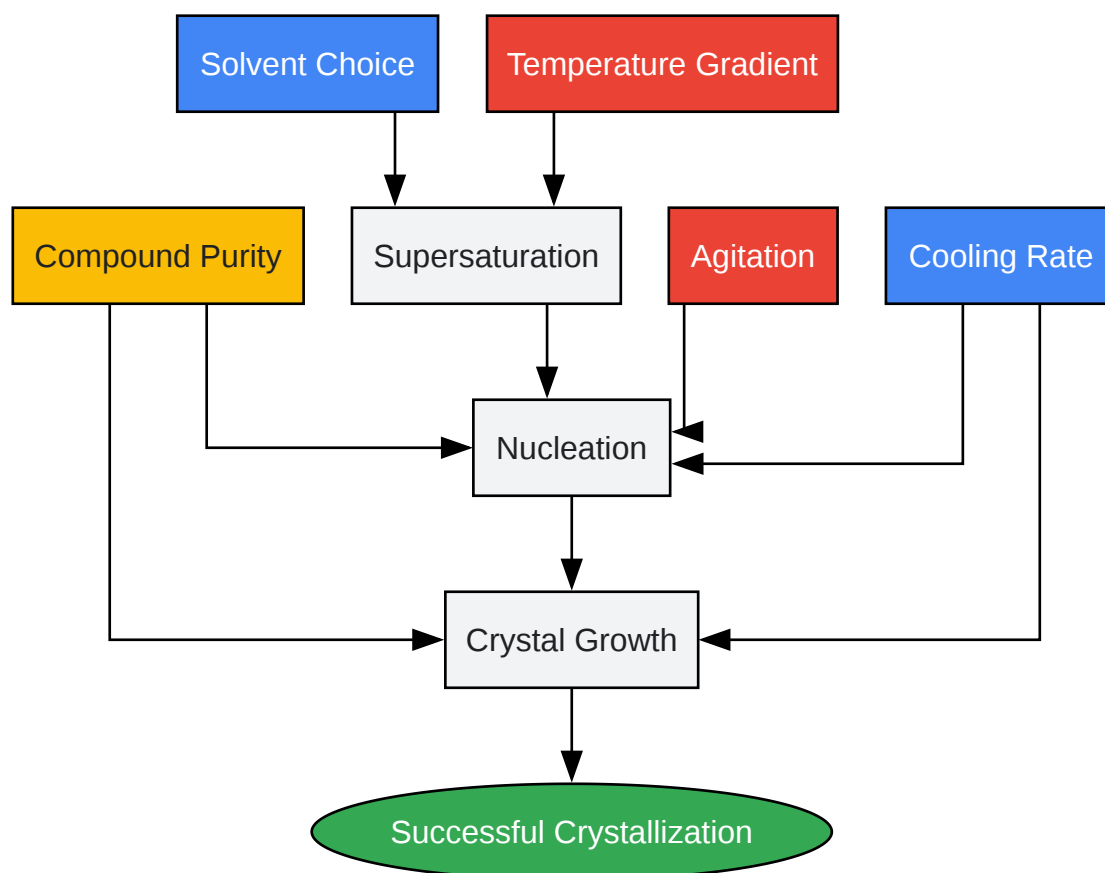 Solvent Choice
Temperature Gradient
Compound Purity
Supersaturation
Agitation
Cooling Rate
Nucleation
Crystal Growth
Successful Crystallization